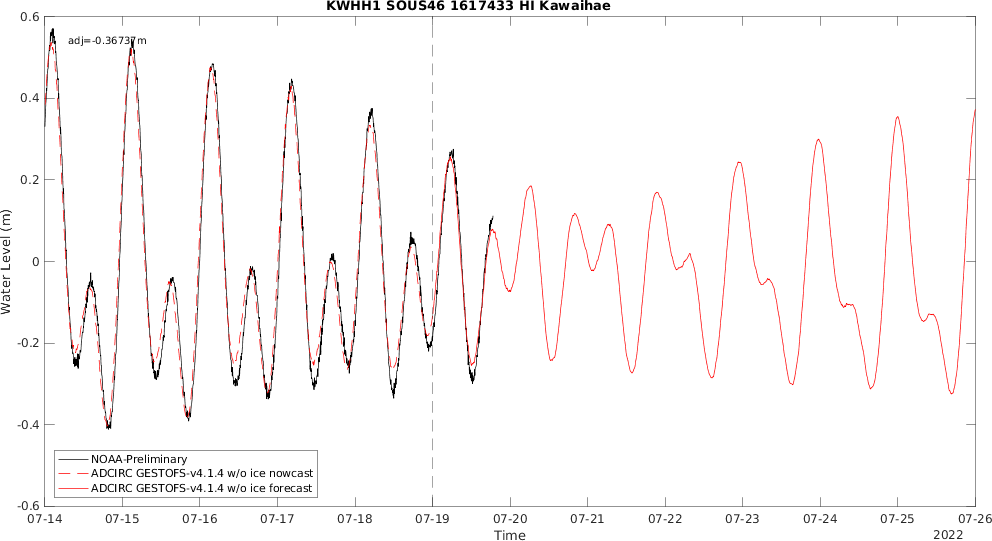 KWHH1 SOUS46 1617433 HI Kawaihae
adj=-0.36737m
0.6
0.4
0.2
0
-0.2
-0.4
-0.6
Water Level (m)
NOAA-Preliminary
ADCIRC GESTOFS-v4.1.4 w/o ice nowcast
ADCIRC GESTOFS-v4.1.4 w/o ice forecast
07-14 07-15 07-16 07-17 07-18 07-19 07-20 07-21 07-22 07-23 07-24 07-25 07-26
Time
2022